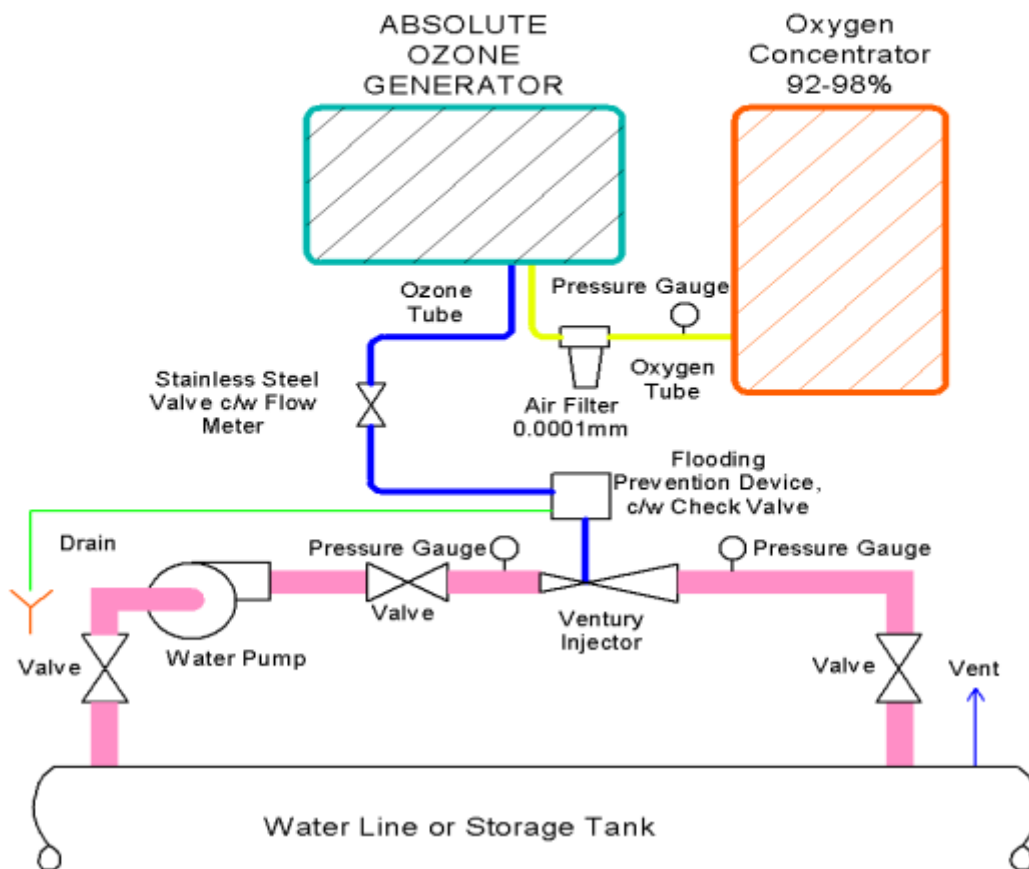 ABSOLUTE
OZONE
GENERATOR
Oxygen
Concentrator
92-98%
Ozone
Tube
Pressure Gauge
Oxygen
Tube
Stainless Steel
Valve c/w Flow
Meter
Air Filter
0.0001mm
Flooding
Prevention Device,
c/w Check Valve
Drain
Pressure Gauge
Pressure Gauge
Valve
Ventury
Injector
Water Pump
Valve
Valve
Vent
Water Line or Storage Tank